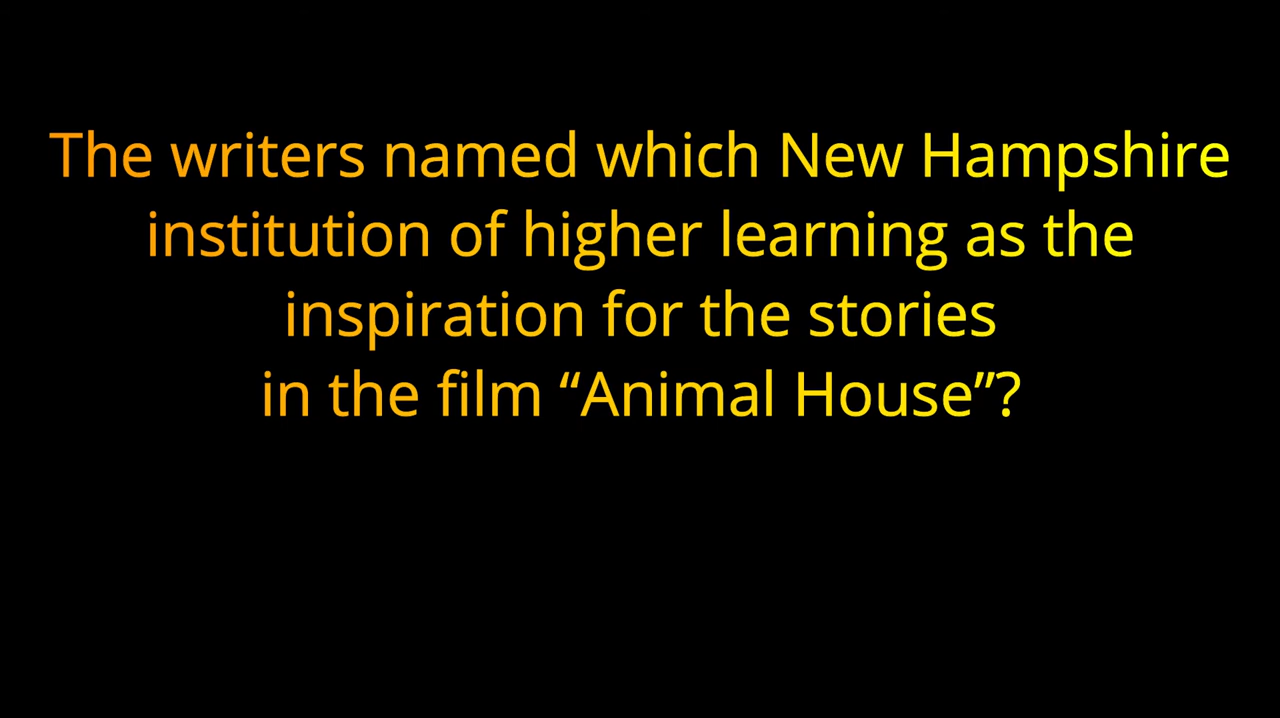 The writers named which New Hampshire
institution of higher learning as the
inspiration for the stories
in the film “Animal House”?